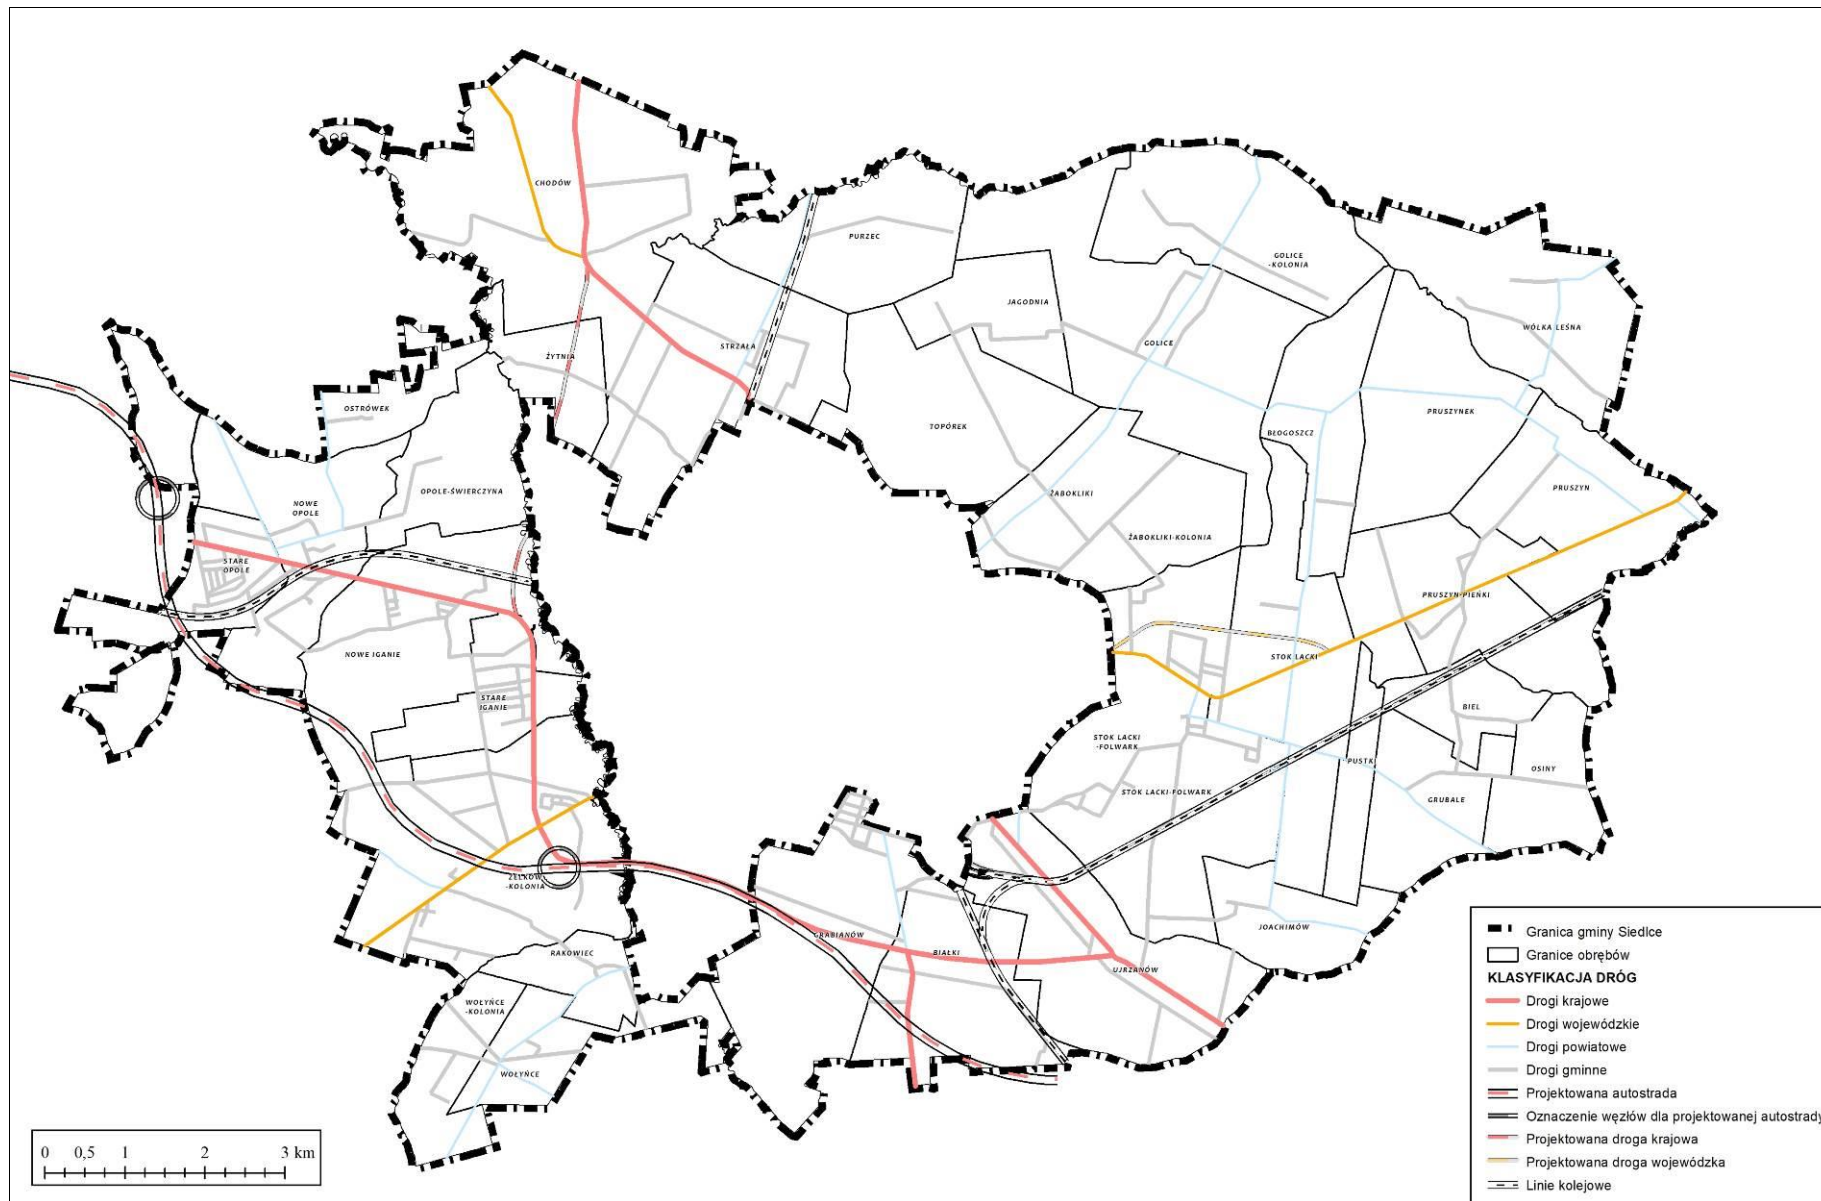 CHODÓW
PURZEC
GOLICE
-KOLONIA
JAGODNIA
WÓLKA LEŚNA
ŻYTNIA
STRZAŁA
GOLICE
OSTRÓWEK
TOPÓREK
BŁOGOSZCZ
PRUSZYNEK
OPOLE-ŚWIERCZYNA
NOWE
OPOLE
ŻABOKLIKI
PRUSZYN
ŻABOKLIKI-KOLONIA
STARE
OPOLE
PRUSZYN-PIEŃKI
NOWE IGANIE
STOK LACKI
STARE
IGANIE
BIEL
STOK LACKI
-FOLWARK
PUSTKI
OSINY
STOK LACKI-FOLWARK
GRUBALE
ŻELKÓW
-KOLONIA
GRABIANÓW
BIAŁKI
JOACHIMÓW
RAKOWIEC
UJRZANÓW
WOŁYŃCE
-KOLONIA
WOŁYŃCE
Granica gminy Siedlce
Granice obrębów
KLASYFIKACJA DRÓG
Drogi krajowe
Drogi wojewódzkie
Drogi powiatowe
Drogi gminne
Projektowana autostrada
Oznaczenie węzłów dla projektowanej autostrady
Projektowana droga krajowa
Projektowana droga wojewódzka
Linie kolejowe
0 0,5 1 2 3 km